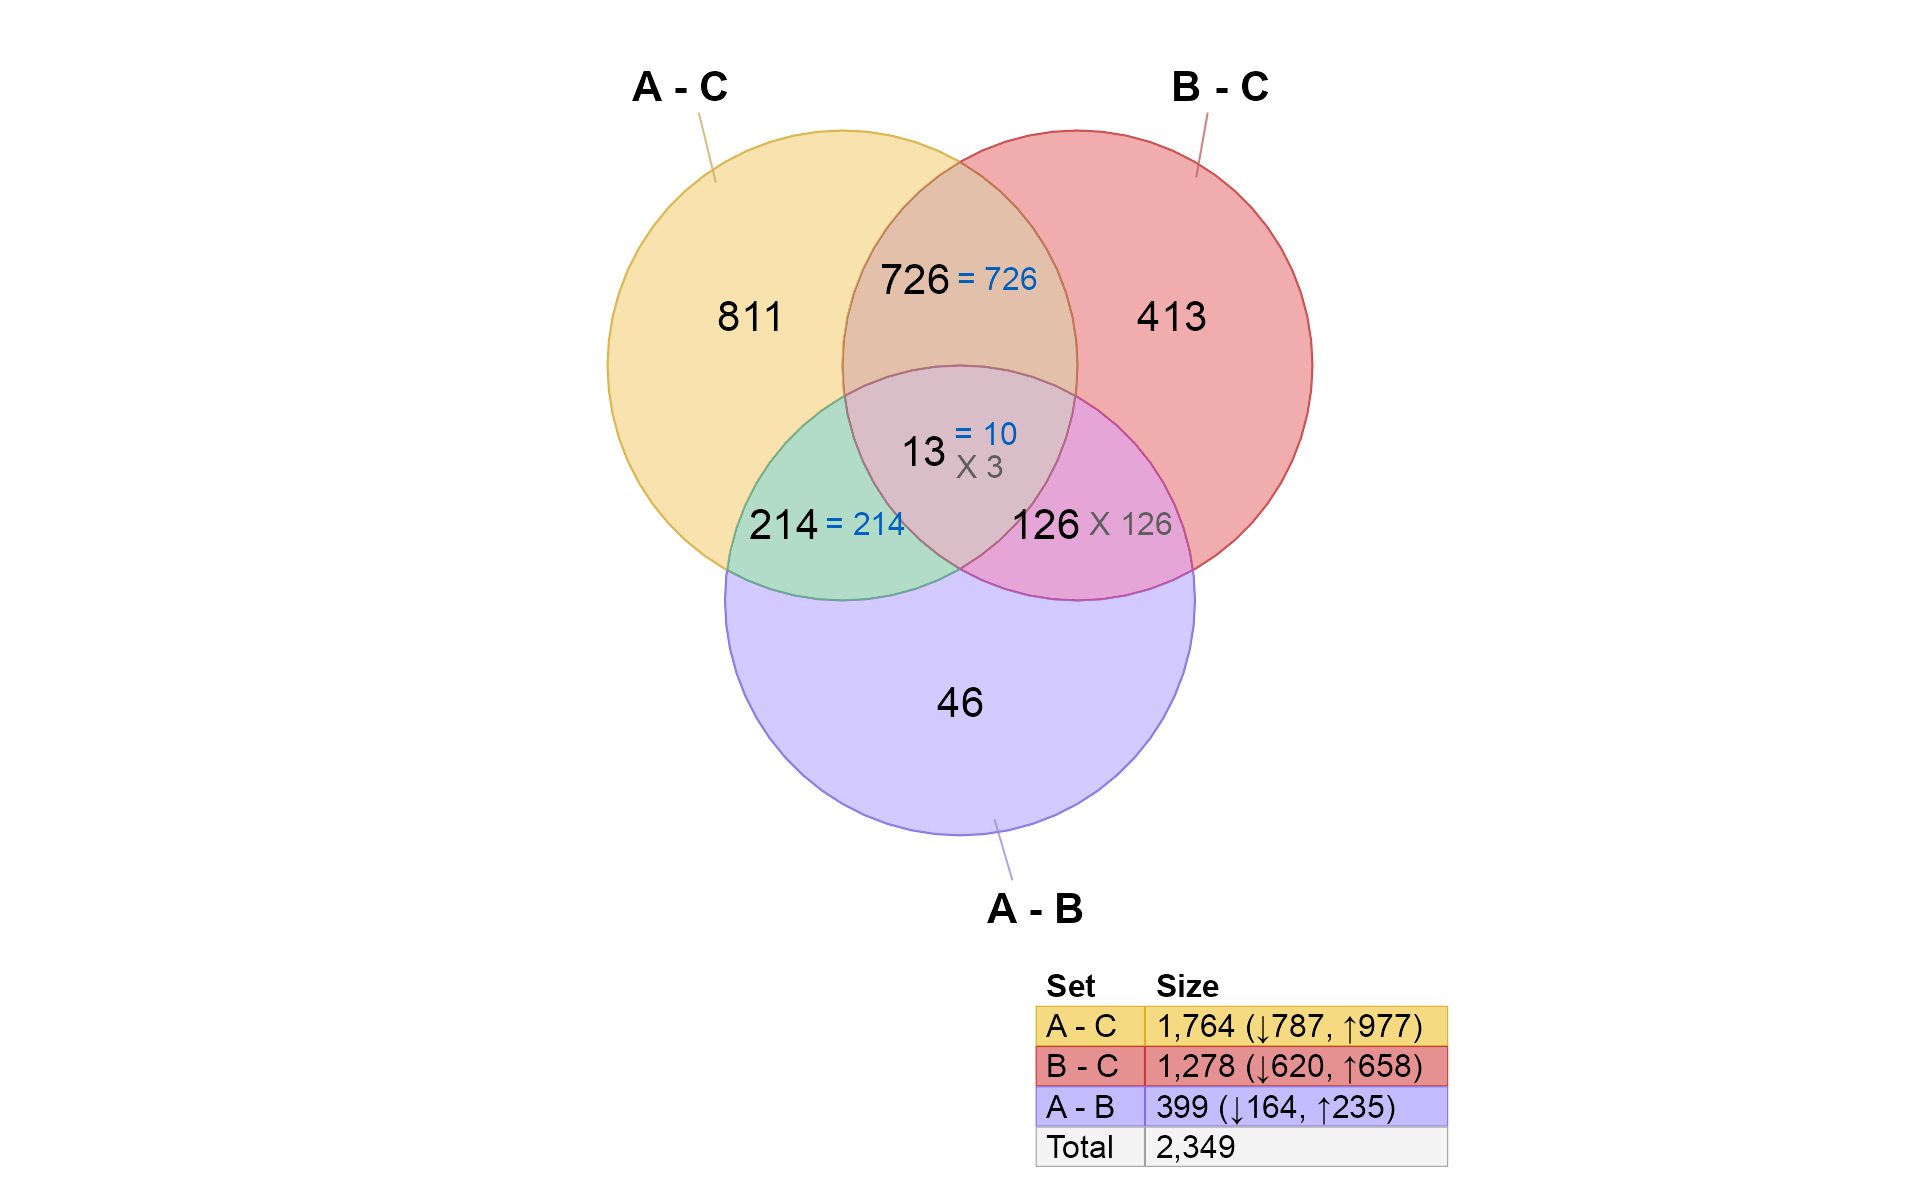 A - C
B - C
726 = 726
811
413
13 = 10
X 3
214 = 214
126 X 126
46
A - B
Set Size
A - C 1,764 (↓787, ↑977)
B - C 1,278 (↓620, ↑658)
A - B 399 (↓164, ↑235)
Total 2,349